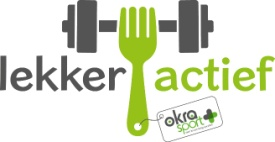 lekker actief
okra
sport+